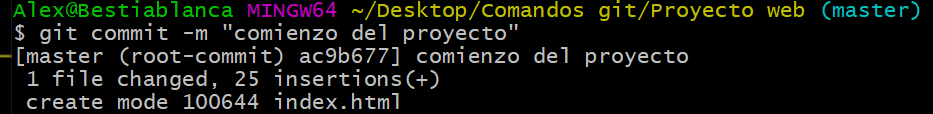 Alex@Bestiablanca MINGW64 ~/Desktop/Comandos git/Proyecto web (master)
$ git commit -m "comienzo del proyecto"
[master (root-commit) ac9b677] comienzo del proyecto
 1 file changed, 25 insertions(+)
 create mode 100644 index.html